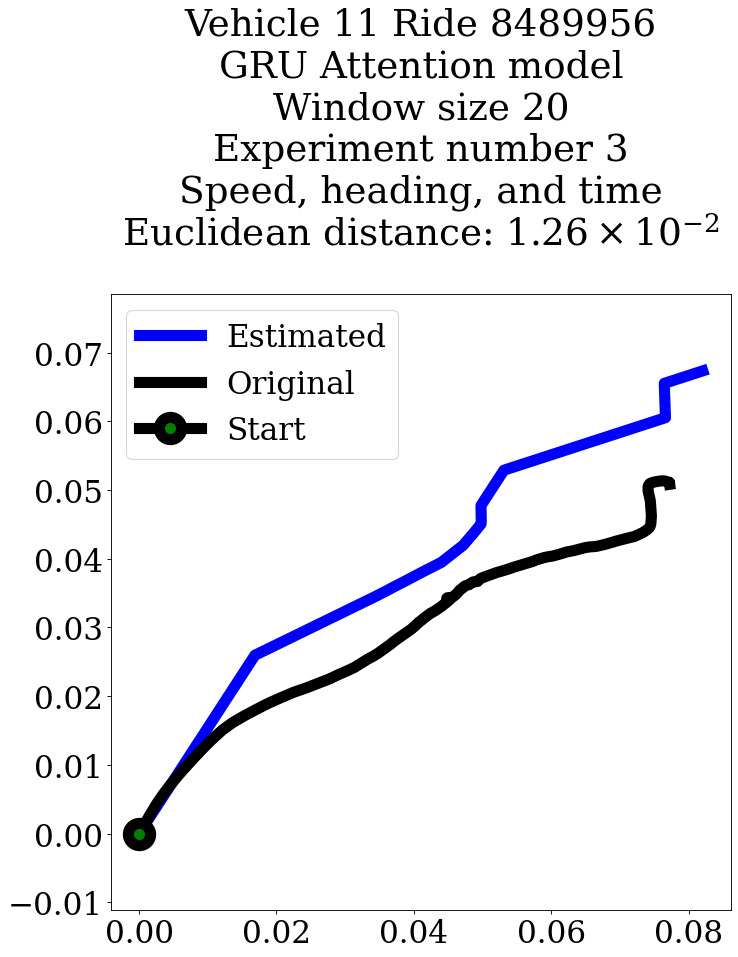 Vehicle 11 Ride 8489956
GRU Attention model
Window size 20
Experiment number 3
Speed, heading, and time
Euclidean distance: 1.26 × 10⁻²
Estimated
Original
Start
0.07
0.06
0.05
0.04
0.03
0.02
0.01
0.00
−0.01
0.00 0.02 0.04 0.06 0.08